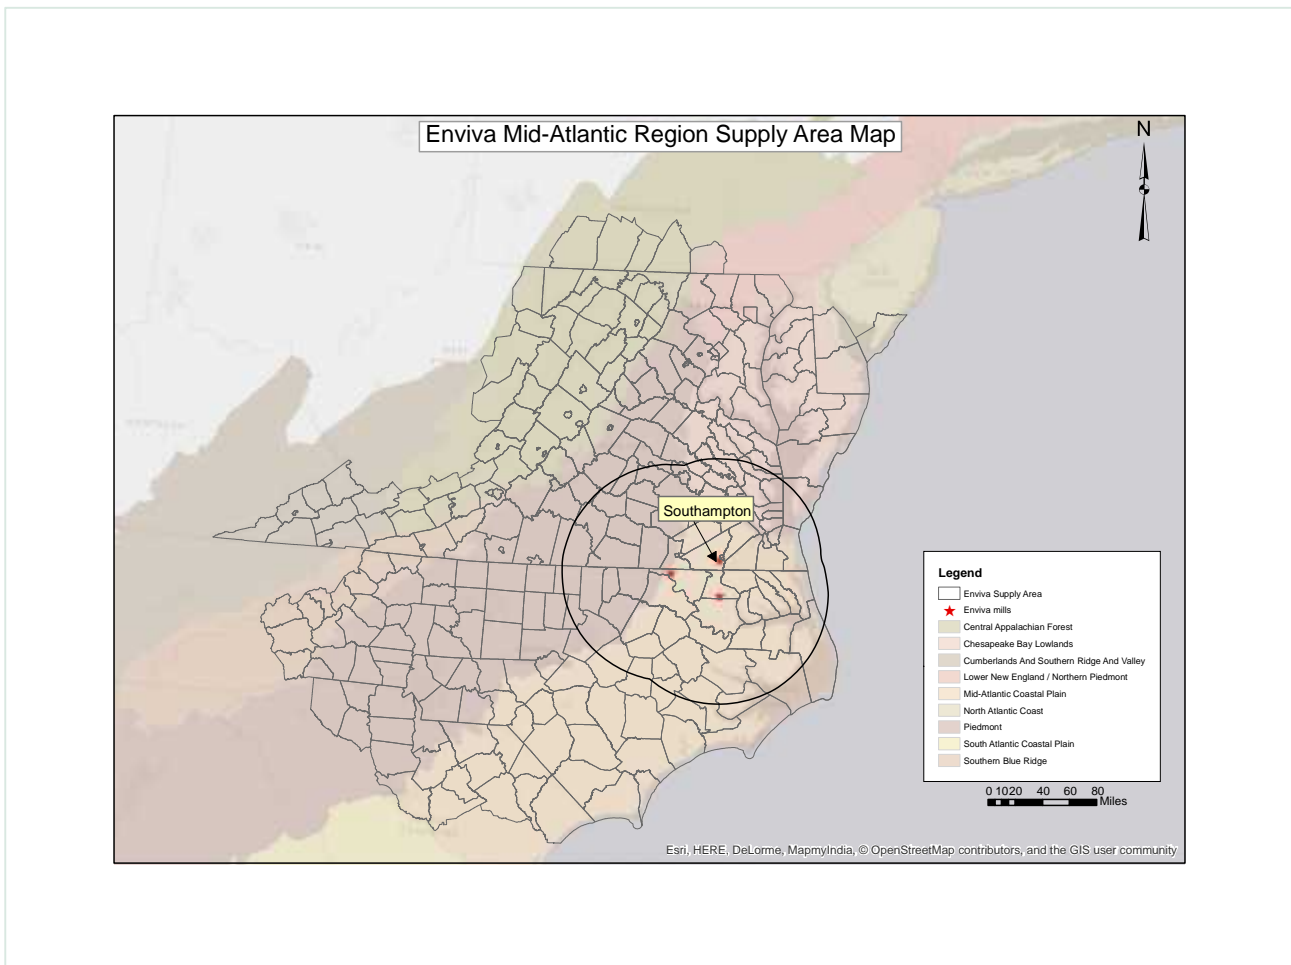 Enviva Mid-Atlantic Region Supply Area Map
N
Southampton
Legend
Enviva Supply Area
Enviva mills
Central Appalachian Forest
Chesapeake Bay Lowlands
Cumberlands And Southern Ridge And Valley
Lower New England / Northern Piedmont
Mid-Atlantic Coastal Plain
North Atlantic Coast
Piedmont
South Atlantic Coastal Plain
Southern Blue Ridge
0 10 20 40 60 80
Miles
Esri, HERE, DeLorme, MapmyIndia, © OpenStreetMap contributors, and the GIS user community